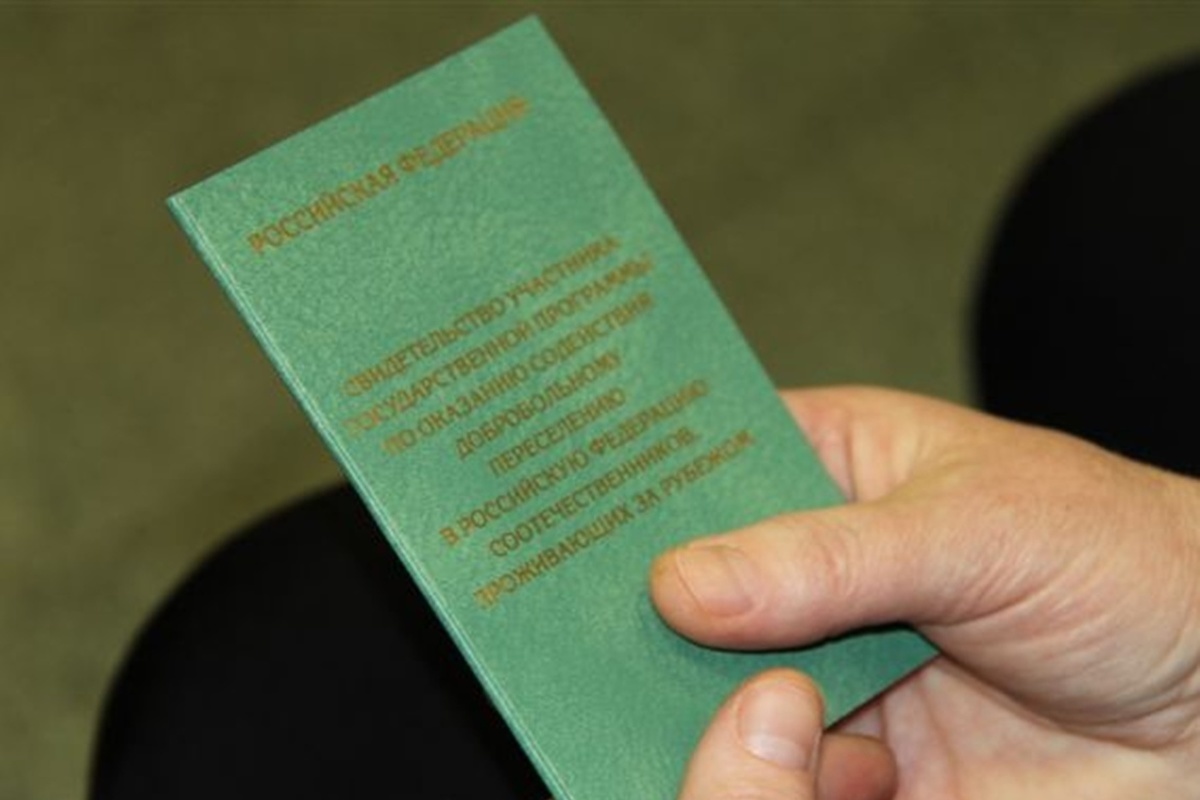 РОССИЙСКАЯ ФЕДЕРАЦИЯ
СВИДЕТЕЛЬСТВО УЧАСТНИКА
ГОСУДАРСТВЕННОЙ ПРОГРАММЫ
ПО ОКАЗАНИЮ СОДЕЙСТВИЯ
ДОБРОВОЛЬНОМУ
ПЕРЕСЕЛЕНИЮ
В РОССИЙСКУЮ ФЕДЕРАЦИЮ
СООТЕЧЕСТВЕННИКОВ,
ПРОЖИВАЮЩИХ ЗА РУБЕЖОМ